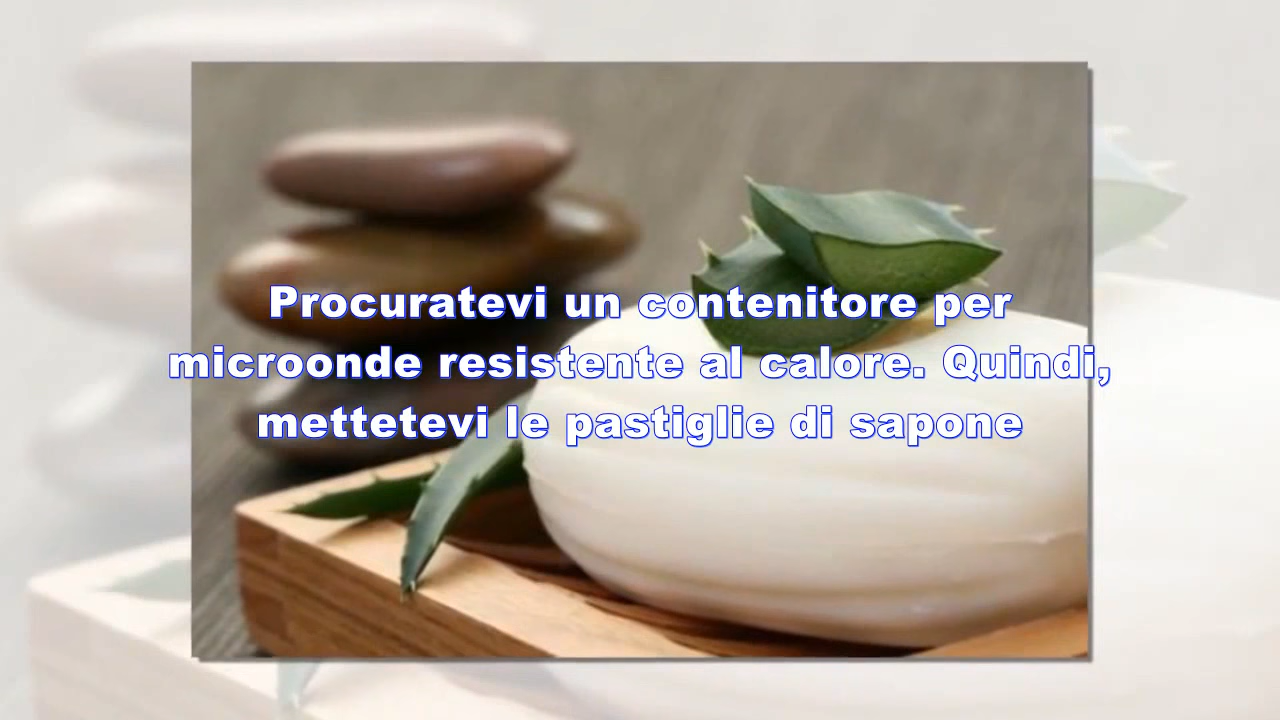 Procuratevi un contenitore per
microonde resistente al calore. Quindi,
mettetevi le pastiglie di sapone